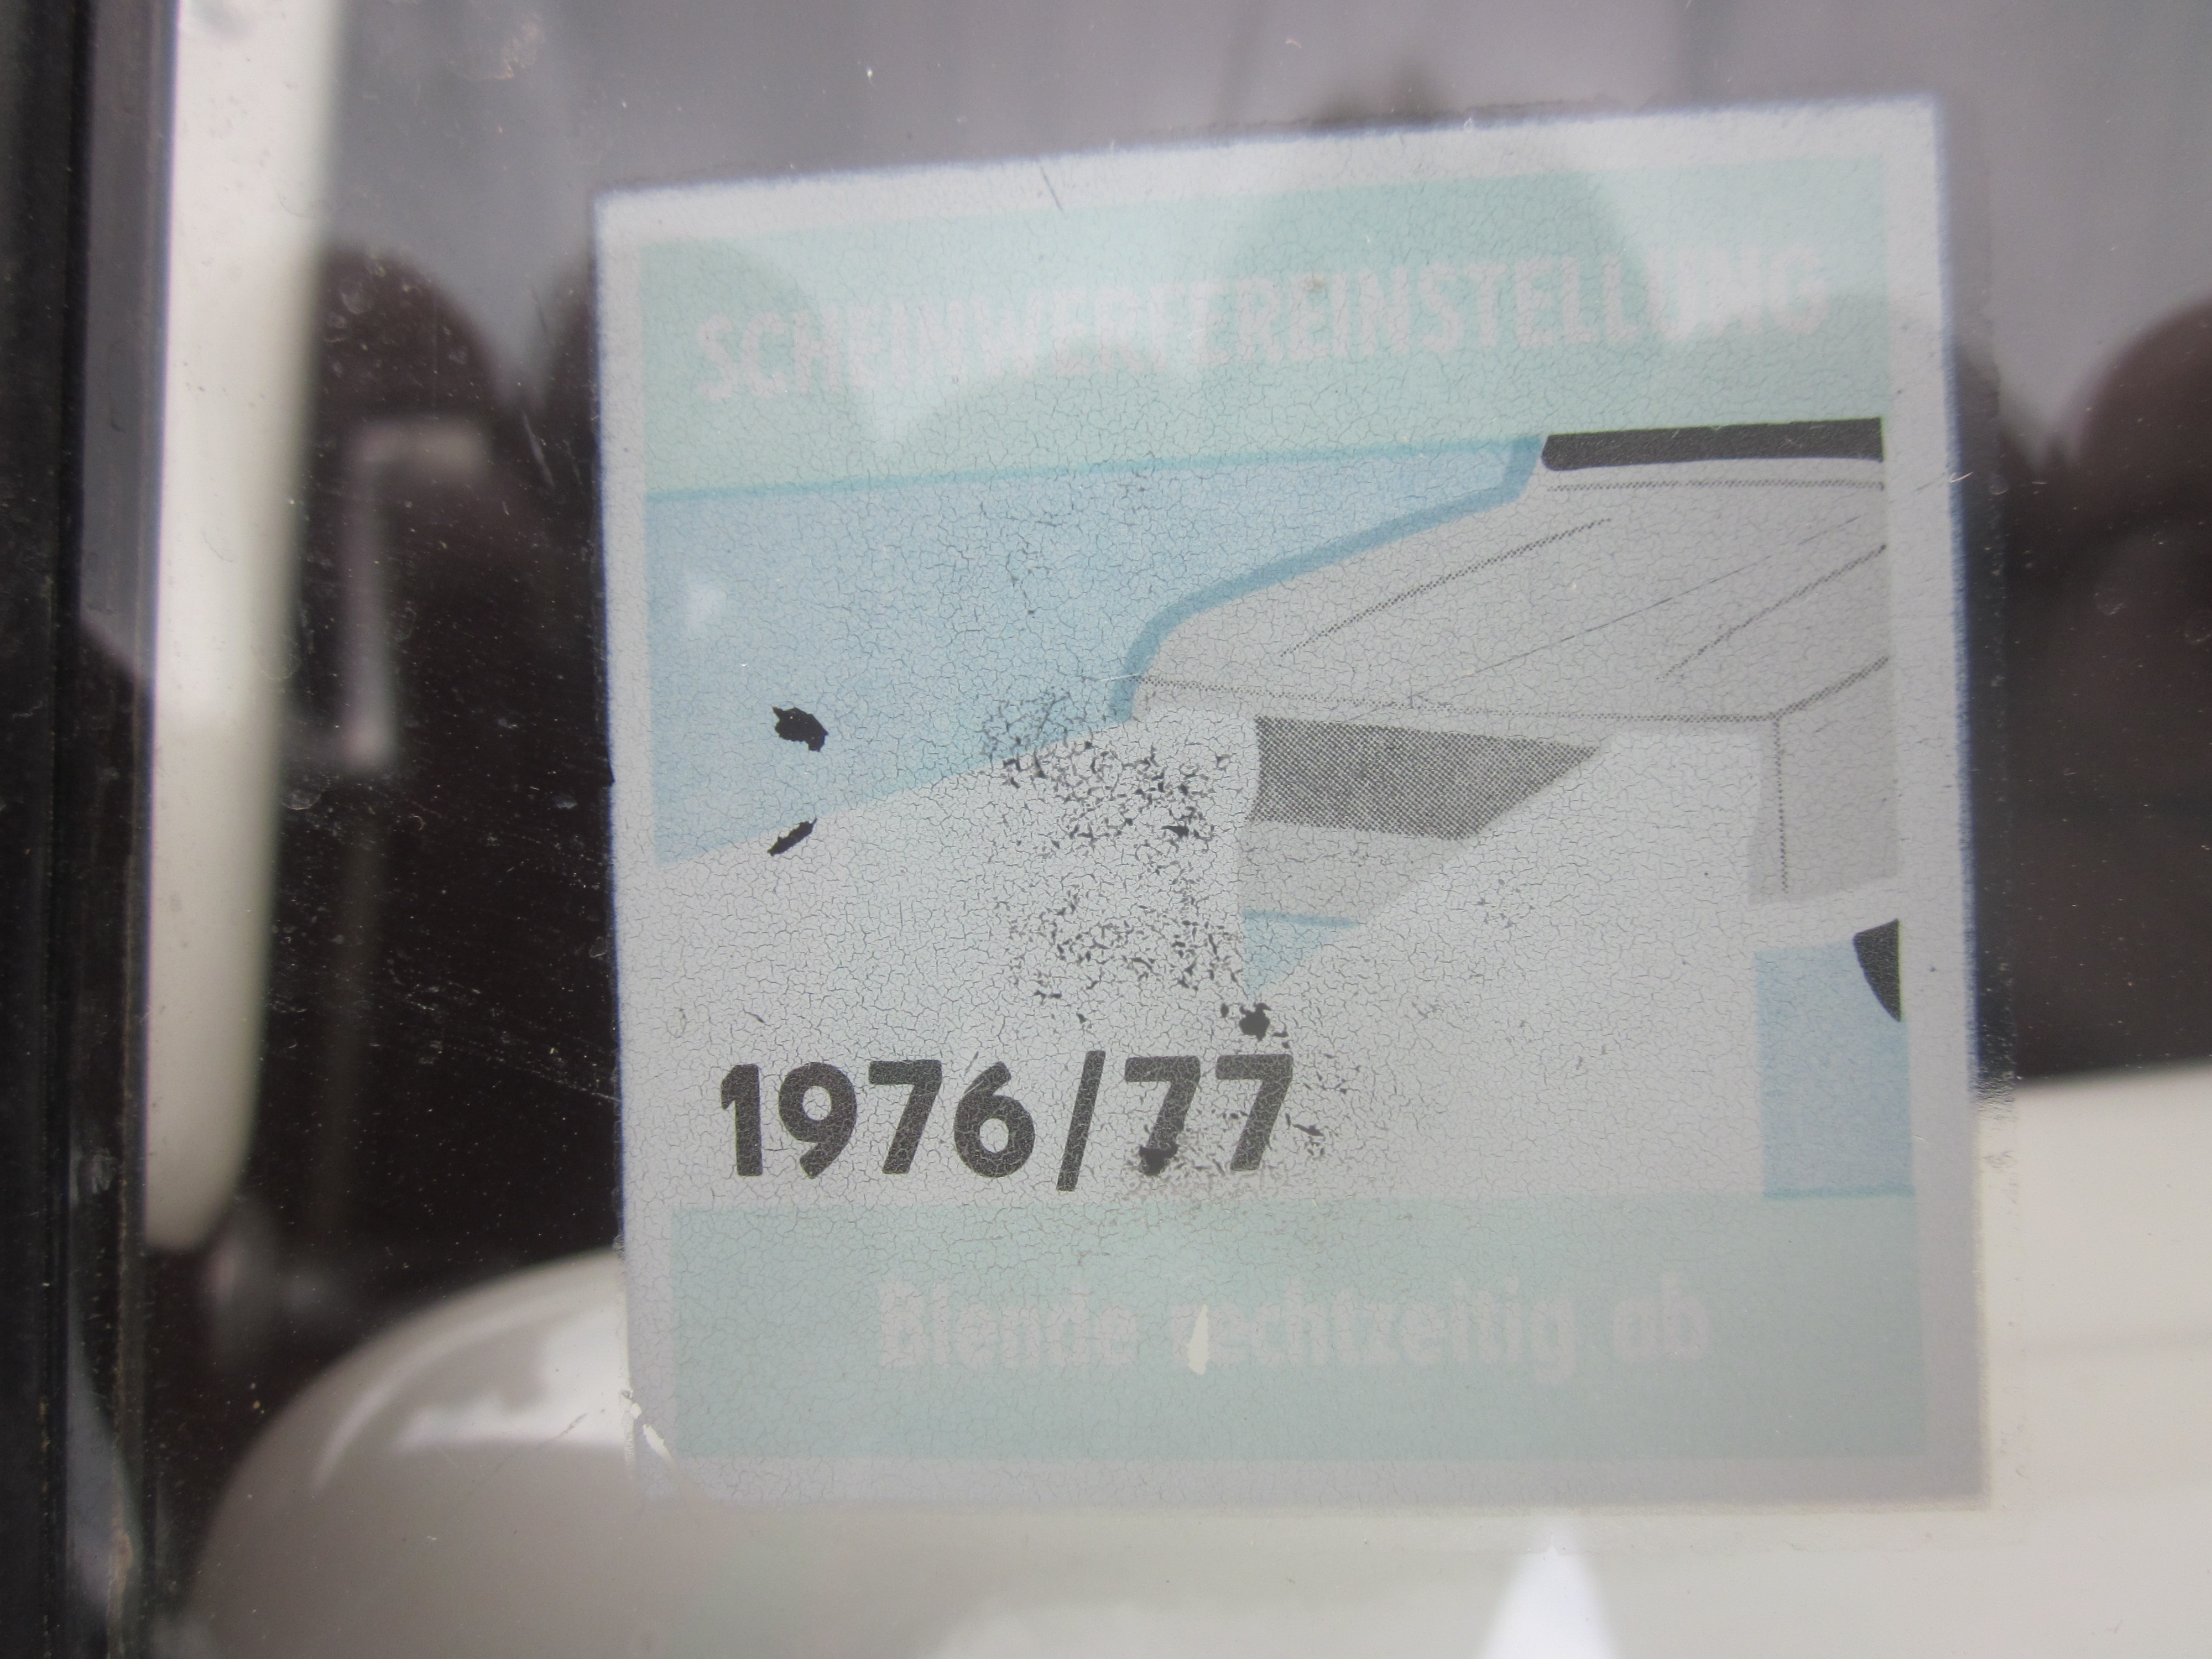 SCHEINWERFEREINSTELLUNG
1976/77
Blende rechtzeitig ab